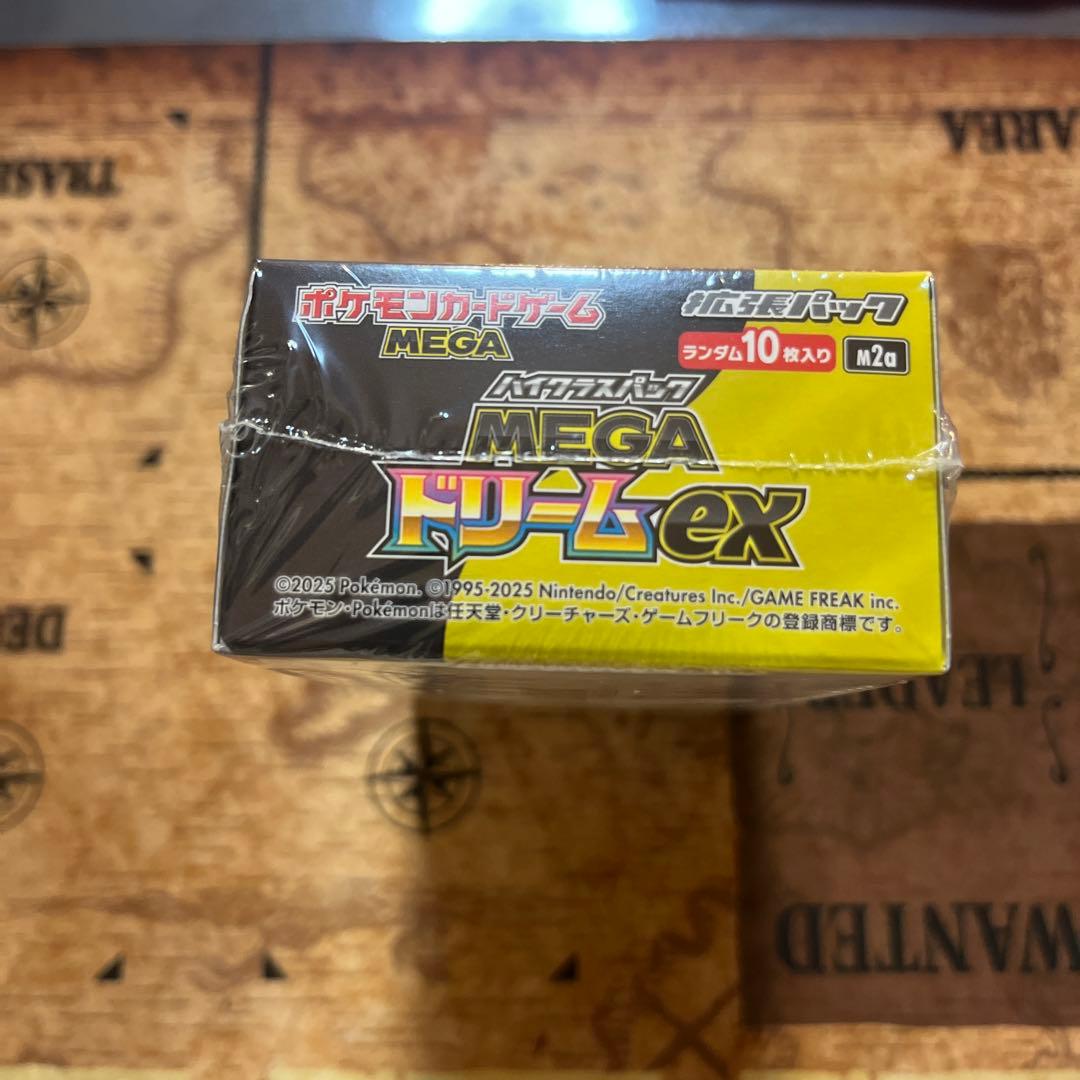 AREA
TRAS
ポケモンカードゲーム
MEGA
拡張パック
ランダム10枚入り
M2a
ハイクラスパック
MEGA
ドリームex
©2025 Pokémon. ©1995-2025 Nintendo/Creatures Inc./GAME FREAK inc.
ポケモン・Pokémonは任天堂・クリーチャーズ・ゲームフリークの登録商標です。
DE
LEADER
WANTED